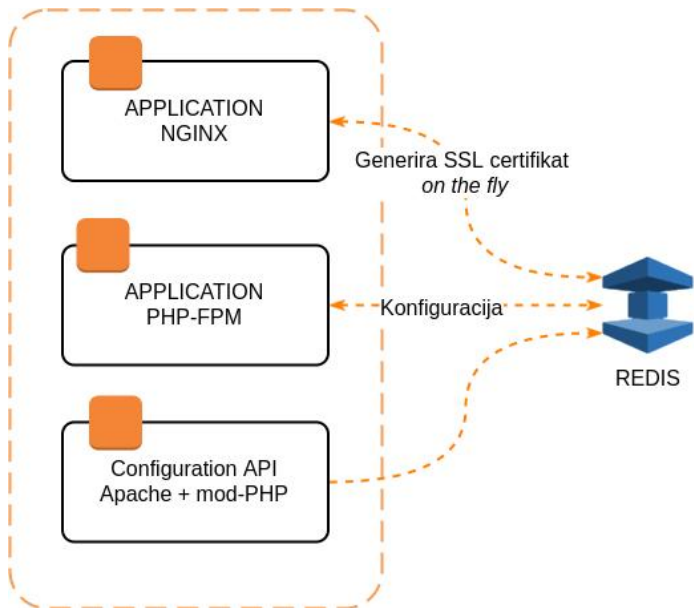 APPLICATION
NGINX
Generira SSL certifikat
on the fly
APPLICATION
PHP-FPM
Konfiguracija
REDIS
Configuration API
Apache + mod-PHP